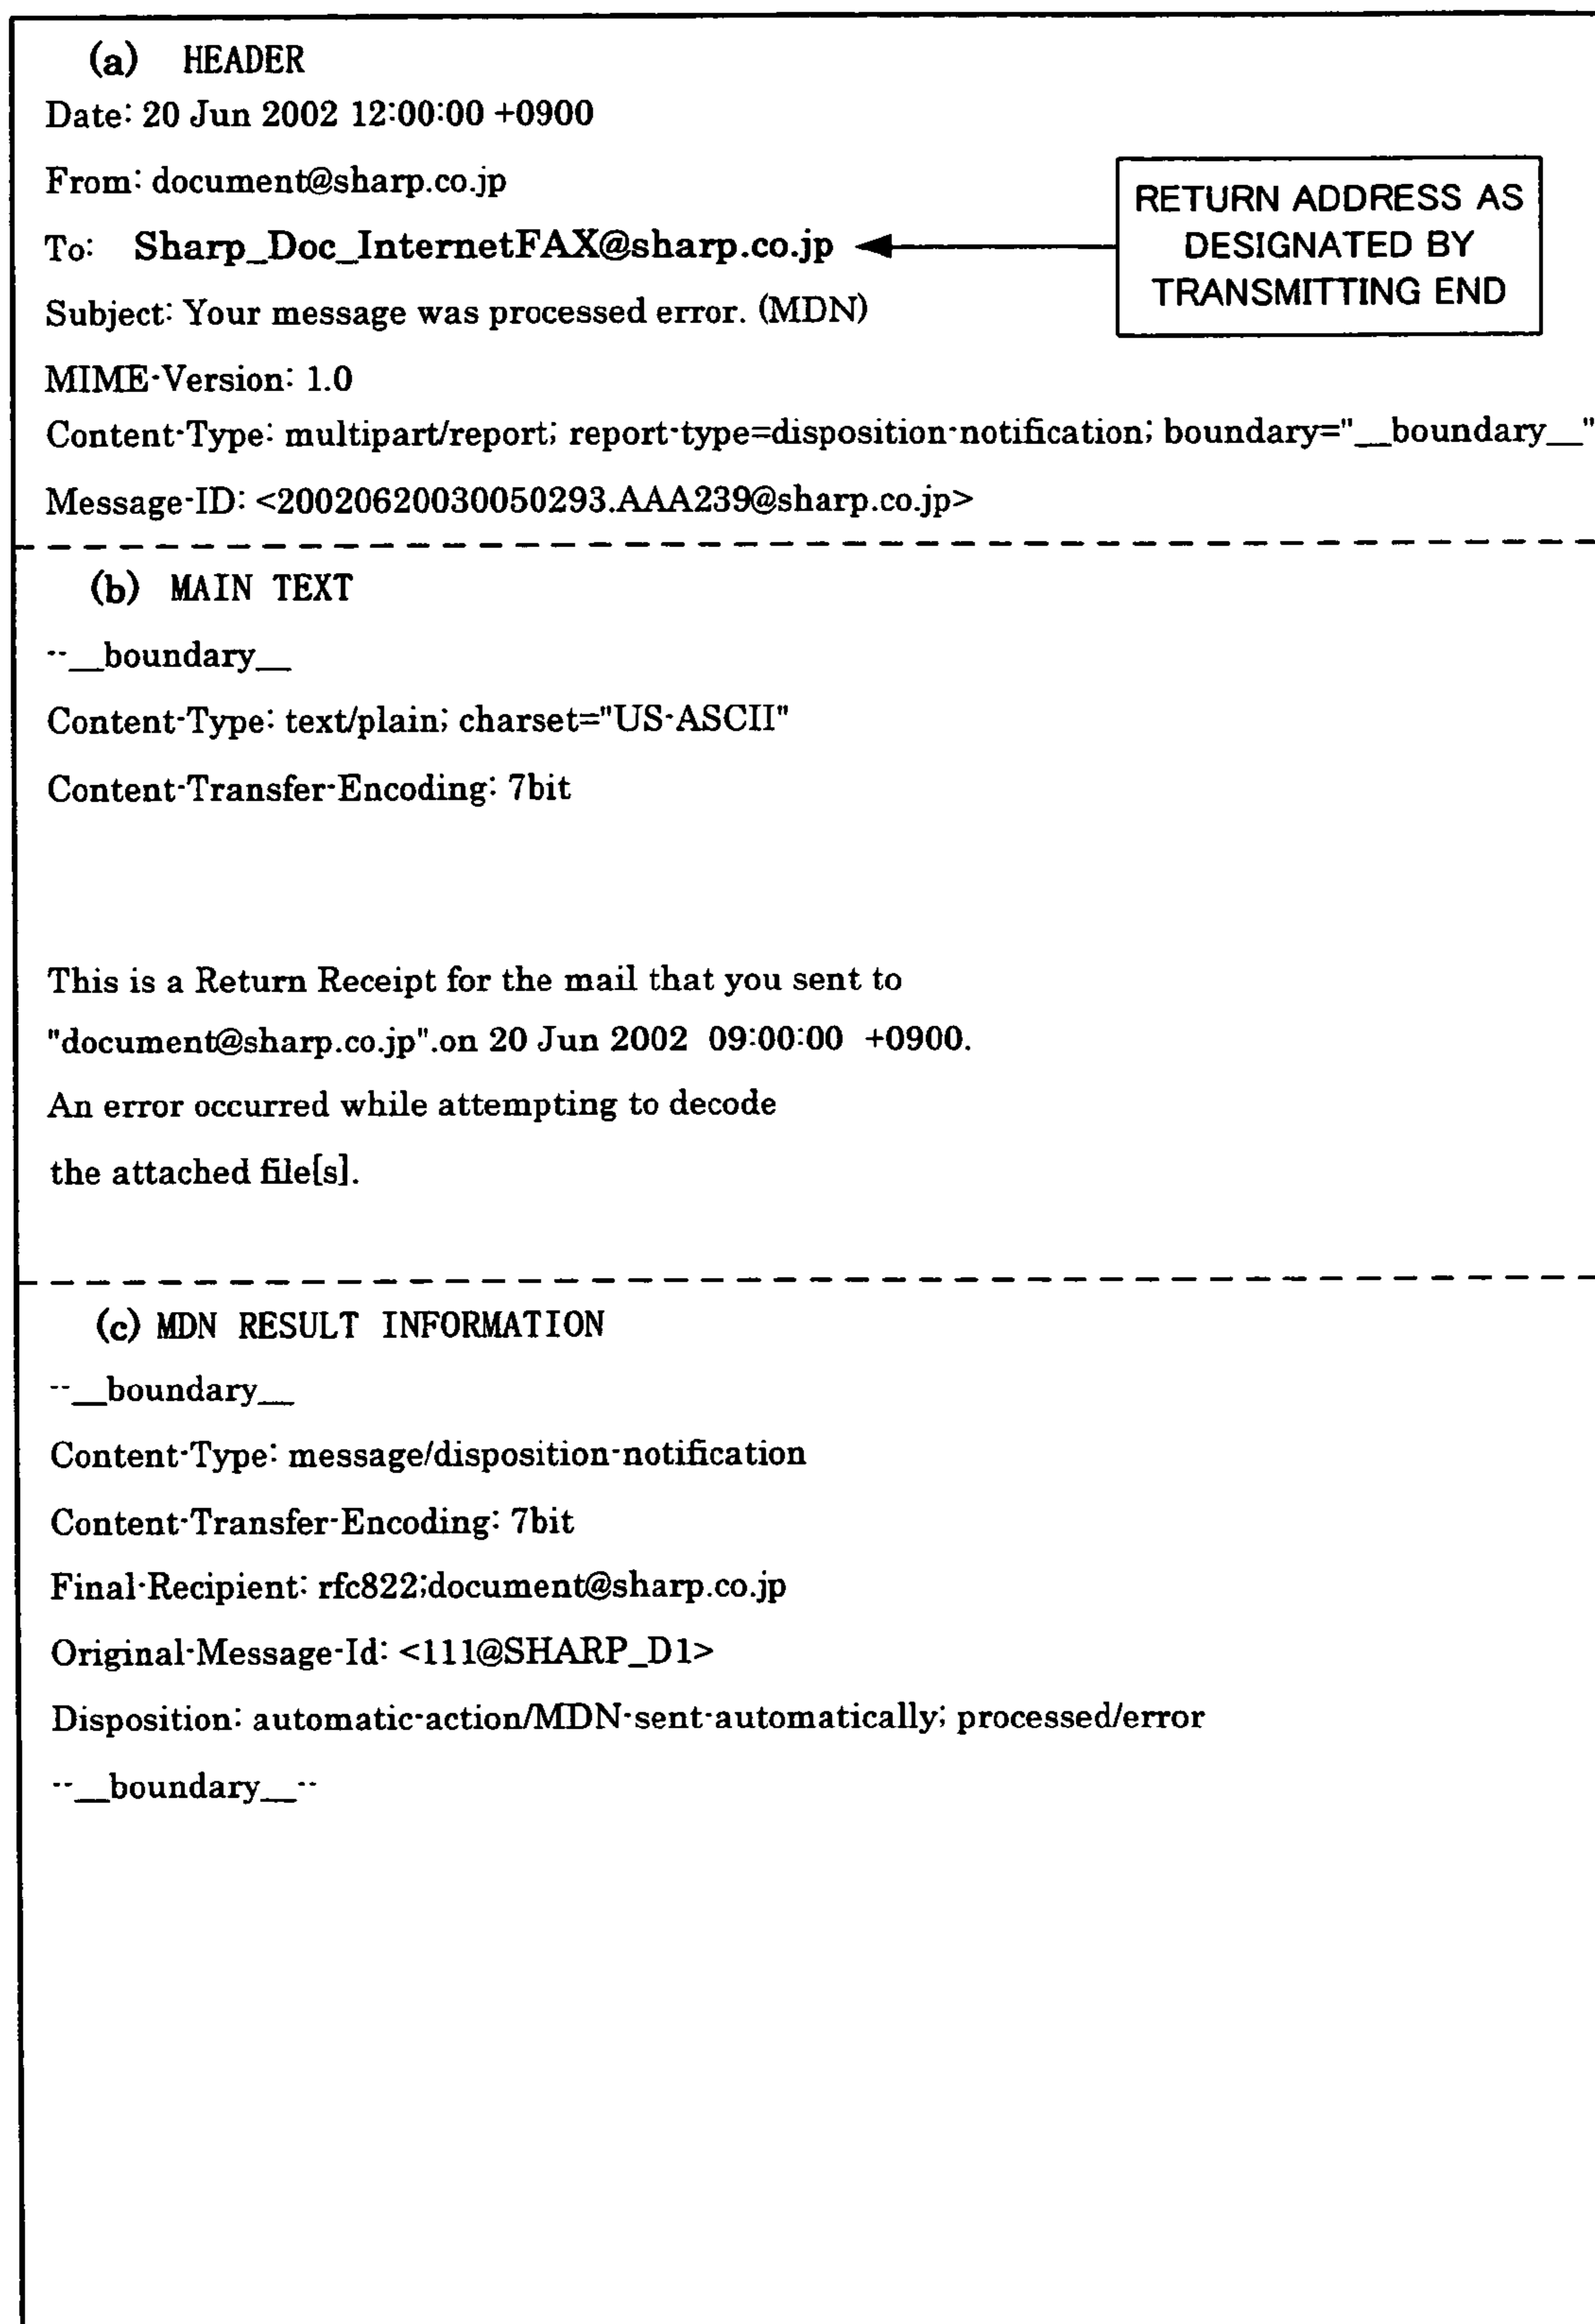 (a) HEADER
Date: 20 Jun 2002 12:00:00 +0900
From: document@sharp.co.jp
To: Sharp_Doc_InternetFAX@sharp.co.jp
RETURN ADDRESS AS
DESIGNATED BY
TRANSMITTING END
Subject: Your message was processed error. (MDN)
MIME-Version: 1.0
Content-Type: multipart/report; report-type=disposition-notification; boundary="__boundary__"
Message-ID: <20020620030050293.AAA239@sharp.co.jp>
(b) MAIN TEXT
--__boundary__
Content-Type: text/plain; charset="US-ASCII"
Content-Transfer-Encoding: 7bit
This is a Return Receipt for the mail that you sent to
"document@sharp.co.jp".on 20 Jun 2002 09:00:00 +0900.
An error occurred while attempting to decode
the attached file[s].
(c) MDN RESULT INFORMATION
--__boundary__
Content-Type: message/disposition-notification
Content-Transfer-Encoding: 7bit
Final-Recipient: rfc822;document@sharp.co.jp
Original-Message-Id: <111@SHARP_D1>
Disposition: automatic-action/MDN-sent-automatically; processed/error
--__boundary__--